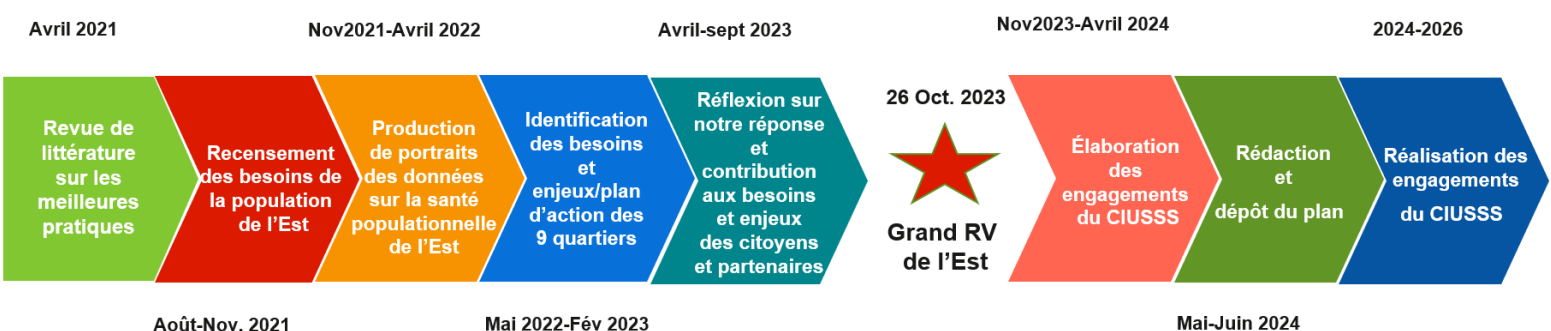 Avril 2021
Nov2021-Avril 2022
Avril-sept 2023
Nov2023-Avril 2024
2024-2026
Revue de
littérature
sur les
meilleures
pratiques
Recensement
des besoins de
la population
de l’Est
Production
de portraits
des données
sur la santé
populationnelle
de l’Est
Identification
des besoins
et
enjeux/plan
d’action des
9 quartiers
Réflexion sur
notre réponse
et
contribution
aux besoins
et enjeux
des citoyens
et partenaires
26 Oct. 2023
Grand RV
de l’Est
Élaboration
des
engagements
du CIUSSS
Rédaction
et
dépôt du plan
Réalisation des
engagements
du CIUSSS
Août-Nov. 2021
Mai 2022-Fév 2023
Mai-Juin 2024